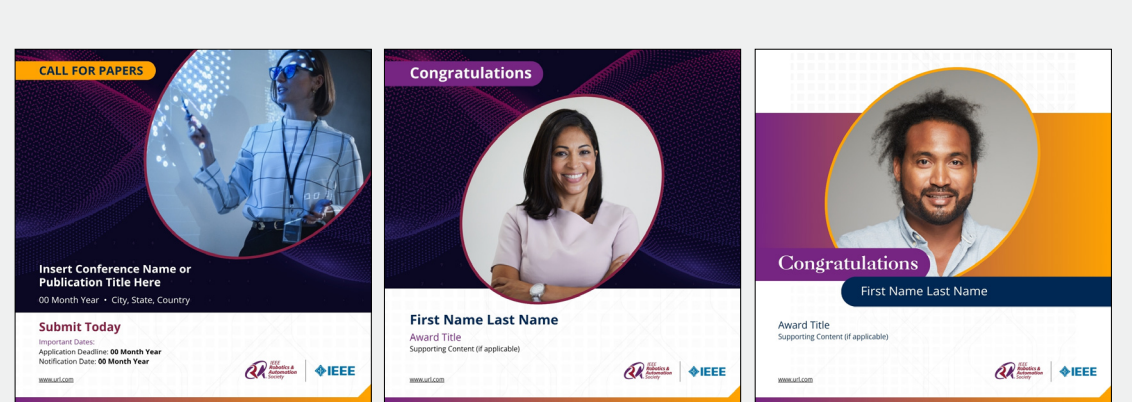 CALL FOR PAPERS
Insert Conference Name or
Publication Title Here
00 Month Year • City, State, Country
Submit Today
Important Dates:
Application Deadline: 00 Month Year
Notification Date: 00 Month Year
www.url.com
IEEE
Robotics &
Automation
Society
IEEE
Congratulations
First Name Last Name
Award Title
Supporting Content (if applicable)
www.url.com
IEEE
Robotics &
Automation
Society
IEEE
Congratulations
First Name Last Name
Award Title
Supporting Content (if applicable)
www.url.com
IEEE
Robotics &
Automation
Society
IEEE